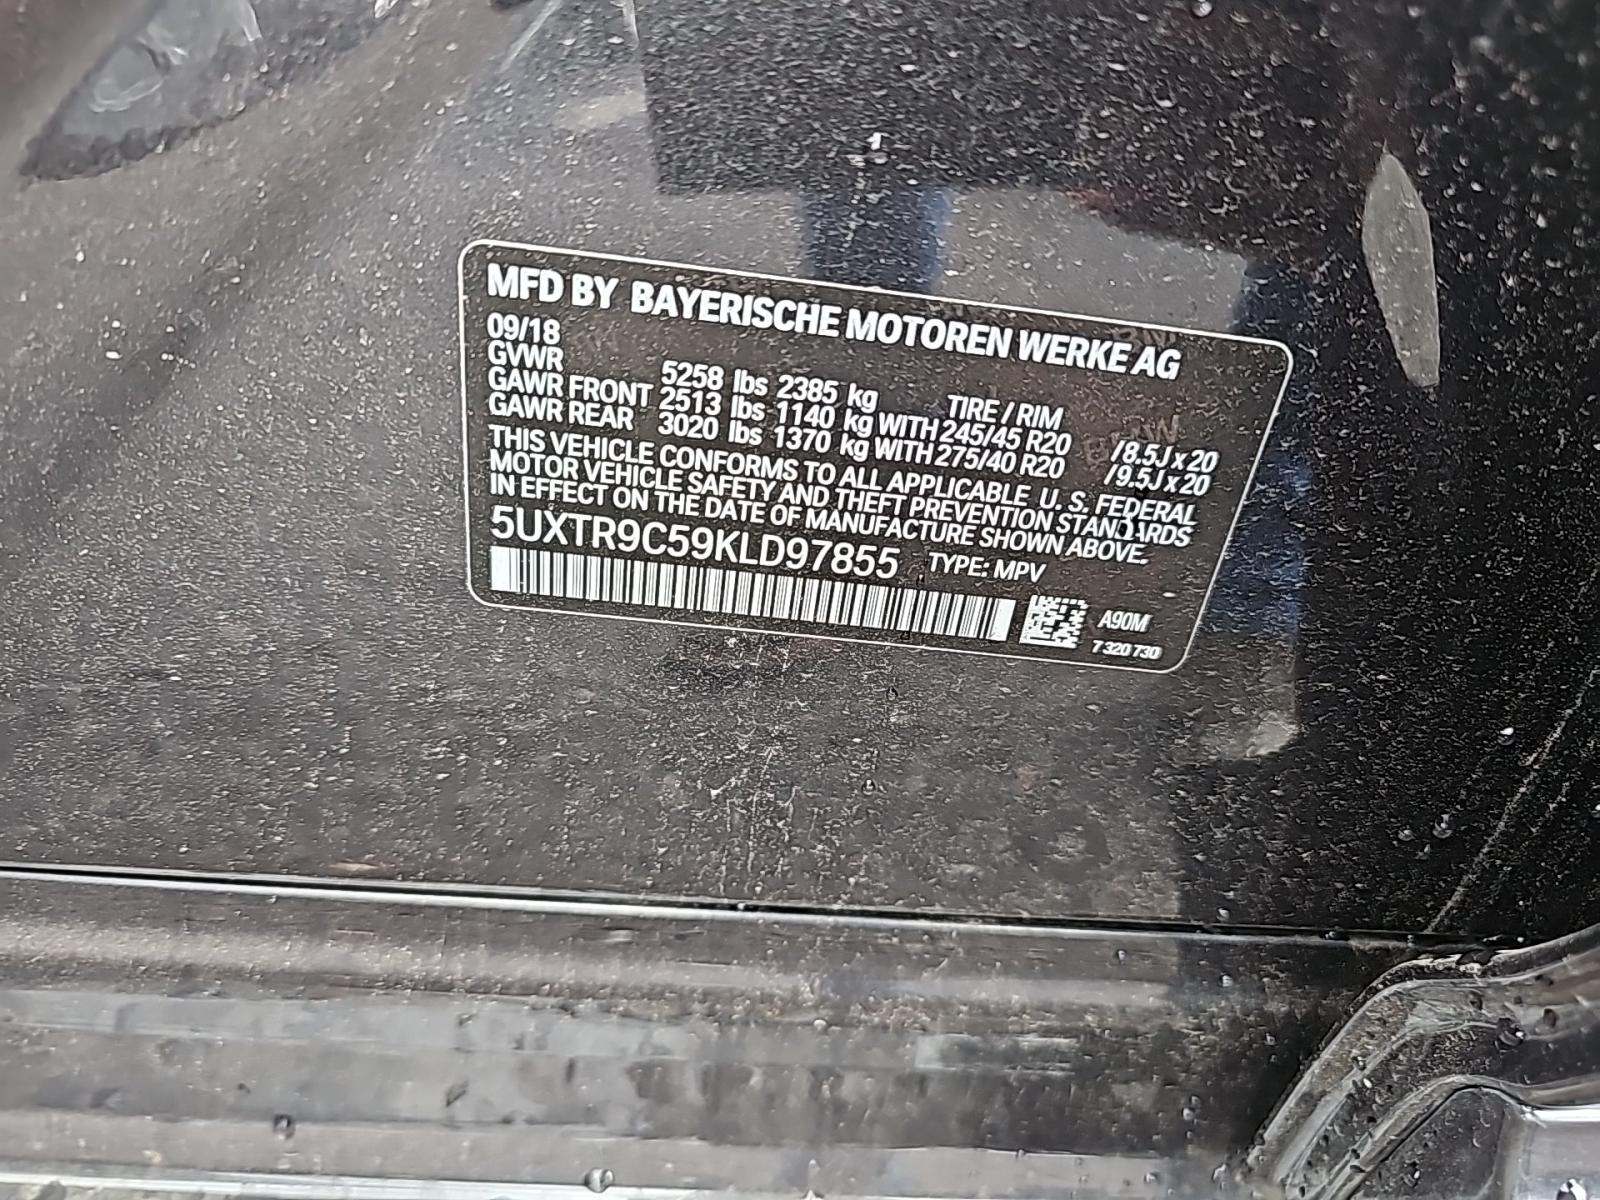 MFD BY BAYERISCHE MOTOREN WERKE AG
09/18
GVWR 5258 lbs 2385 kg TIRE / RIM
GAWR FRONT 2513 lbs 1140 kg WITH 245/45 R20 /8.5J x 20
GAWR REAR 3020 lbs 1370 kg WITH 275/40 R20 /9.5J x 20
THIS VEHICLE CONFORMS TO ALL APPLICABLE U. S. FEDERAL
MOTOR VEHICLE SAFETY AND THEFT PREVENTION STANDARDS
IN EFFECT ON THE DATE OF MANUFACTURE SHOWN ABOVE.
5UXTR9C59KLD97855 TYPE: MPV
A90M
7 320 730